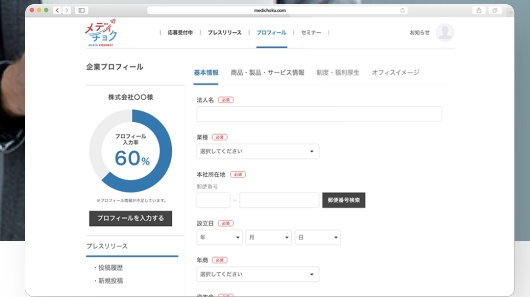 medichoku.com
メデイ
チョク
応募受付中
プレスリリース
プロフィール
セミナー
お知らせ
企業プロフィール
株式会社〇〇様
プロフィール
入力率
60%
※プロフィール登録が不足しています。
プロフィールを入力する
プレスリリース
・投稿履歴
・新規投稿
基本情報
商品・製品・サービス情報
制度・福利厚生
オフィスイメージ
法人名 必須
業種 必須
選択してください
本社所在地 必須
郵便番号
-
郵便番号検索
設立日 必須
年
月
日
年商 必須
選択してください